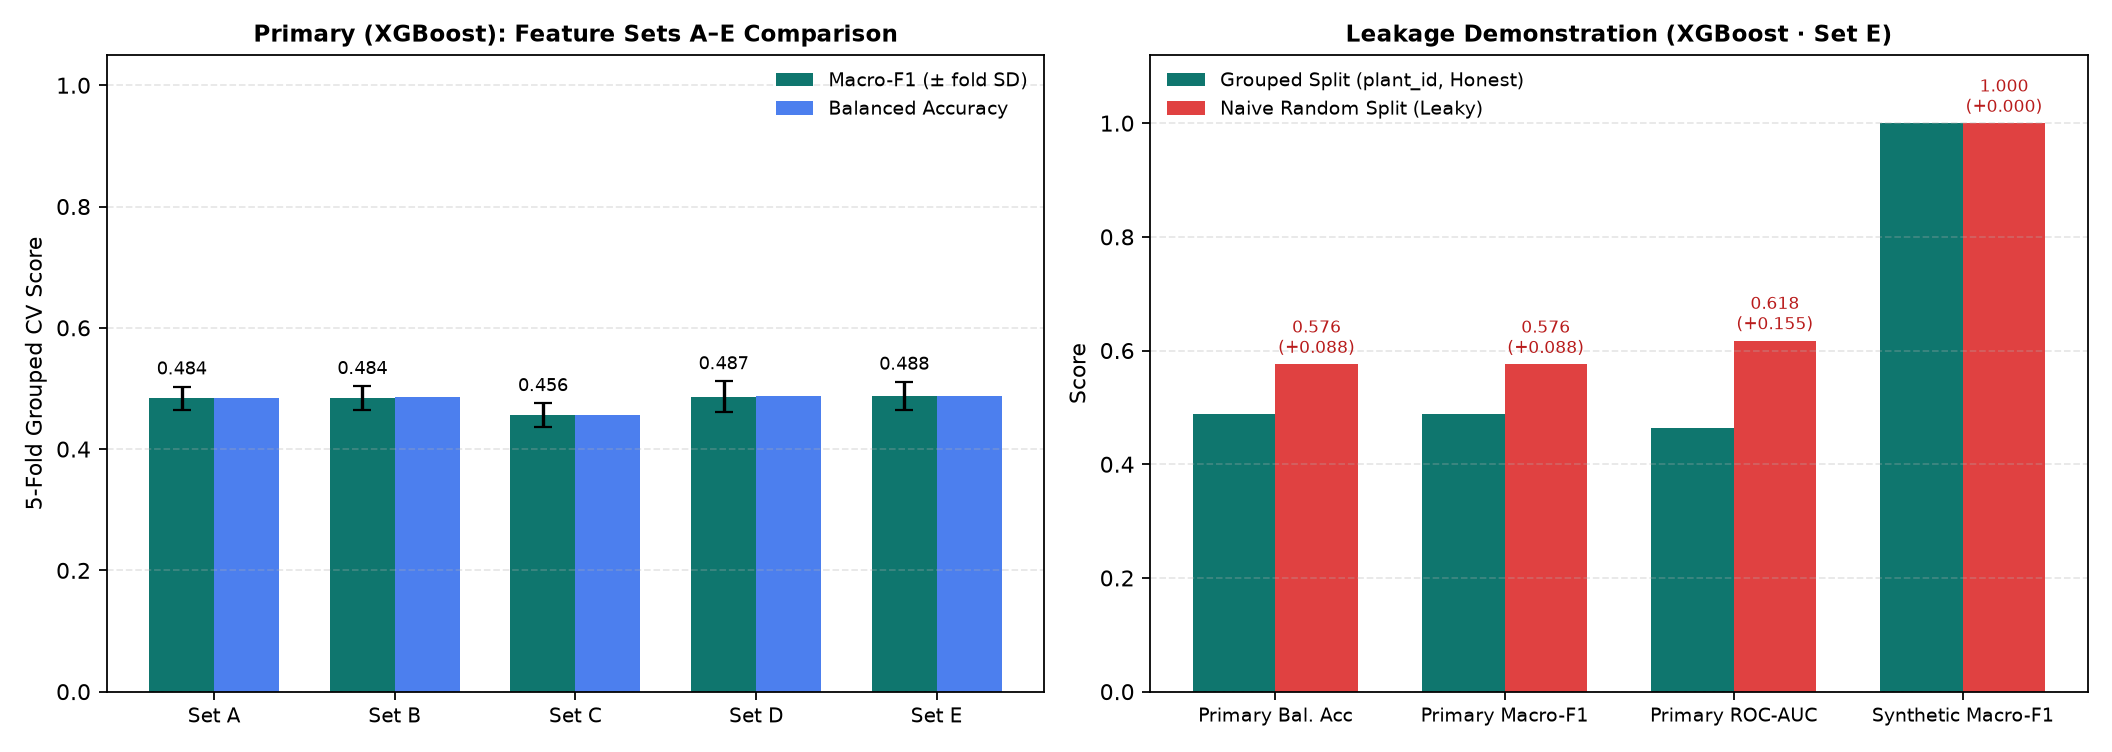 Primary (XGBoost): Feature Sets A–E Comparison
Macro-F1 (± fold SD)
Balanced Accuracy
5-Fold Grouped CV Score
1.0
0.8
0.6
0.4
0.2
0.0
0.484
0.484
0.456
0.487
0.488
Set A
Set B
Set C
Set D
Set E
Leakage Demonstration (XGBoost · Set E)
Grouped Split (plant_id, Honest)
Naive Random Split (Leaky)
Score
1.0
0.8
0.6
0.4
0.2
0.0
0.576
(+0.088)
0.576
(+0.088)
0.618
(+0.155)
1.000
(+0.000)
Primary Bal. Acc
Primary Macro-F1
Primary ROC-AUC
Synthetic Macro-F1